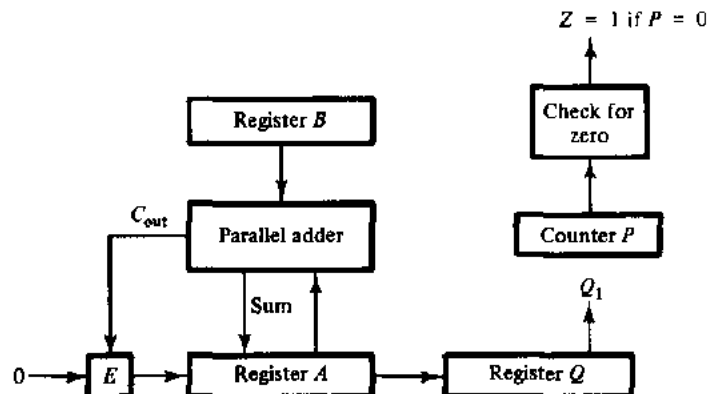 Z = 1 if P = 0
Register B
Check for
zero
C_out
Parallel adder
Counter P
Sum
Q_1
0
E
Register A
Register Q